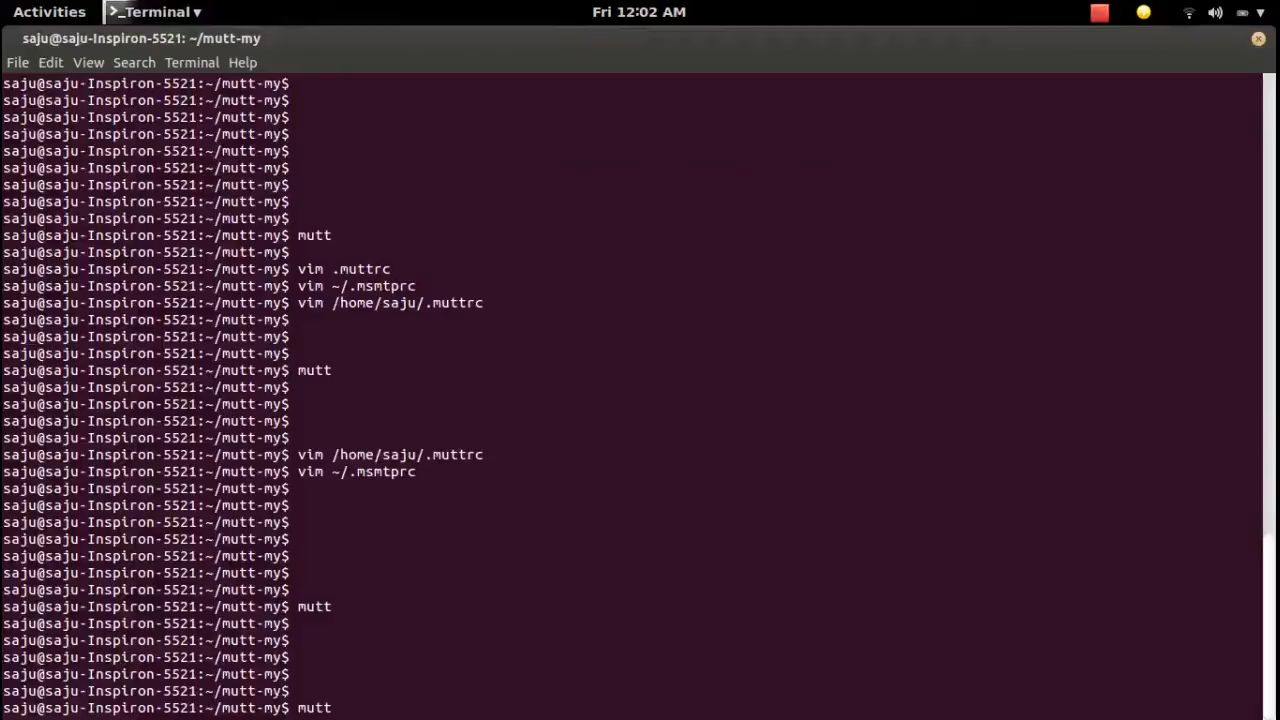 Activities Terminal Fri 12:02 AM
saju@saju-Inspiron-5521: ~/mutt-my
File Edit View Search Terminal Help
saju@saju-Inspiron-5521:~/mutt-my$
saju@saju-Inspiron-5521:~/mutt-my$
saju@saju-Inspiron-5521:~/mutt-my$
saju@saju-Inspiron-5521:~/mutt-my$
saju@saju-Inspiron-5521:~/mutt-my$
saju@saju-Inspiron-5521:~/mutt-my$
saju@saju-Inspiron-5521:~/mutt-my$
saju@saju-Inspiron-5521:~/mutt-my$
saju@saju-Inspiron-5521:~/mutt-my$
saju@saju-Inspiron-5521:~/mutt-my$ mutt
saju@saju-Inspiron-5521:~/mutt-my$
saju@saju-Inspiron-5521:~/mutt-my$ vim .muttrc
saju@saju-Inspiron-5521:~/mutt-my$ vim ~/.msmtprc
saju@saju-Inspiron-5521:~/mutt-my$ vim /home/saju/.muttrc
saju@saju-Inspiron-5521:~/mutt-my$
saju@saju-Inspiron-5521:~/mutt-my$
saju@saju-Inspiron-5521:~/mutt-my$
saju@saju-Inspiron-5521:~/mutt-my$ mutt
saju@saju-Inspiron-5521:~/mutt-my$
saju@saju-Inspiron-5521:~/mutt-my$
saju@saju-Inspiron-5521:~/mutt-my$
saju@saju-Inspiron-5521:~/mutt-my$
saju@saju-Inspiron-5521:~/mutt-my$ vim /home/saju/.muttrc
saju@saju-Inspiron-5521:~/mutt-my$ vim ~/.msmtprc
saju@saju-Inspiron-5521:~/mutt-my$
saju@saju-Inspiron-5521:~/mutt-my$
saju@saju-Inspiron-5521:~/mutt-my$
saju@saju-Inspiron-5521:~/mutt-my$
saju@saju-Inspiron-5521:~/mutt-my$
saju@saju-Inspiron-5521:~/mutt-my$
saju@saju-Inspiron-5521:~/mutt-my$
saju@saju-Inspiron-5521:~/mutt-my$ mutt
saju@saju-Inspiron-5521:~/mutt-my$
saju@saju-Inspiron-5521:~/mutt-my$
saju@saju-Inspiron-5521:~/mutt-my$
saju@saju-Inspiron-5521:~/mutt-my$
saju@saju-Inspiron-5521:~/mutt-my$
saju@saju-Inspiron-5521:~/mutt-my$ mutt